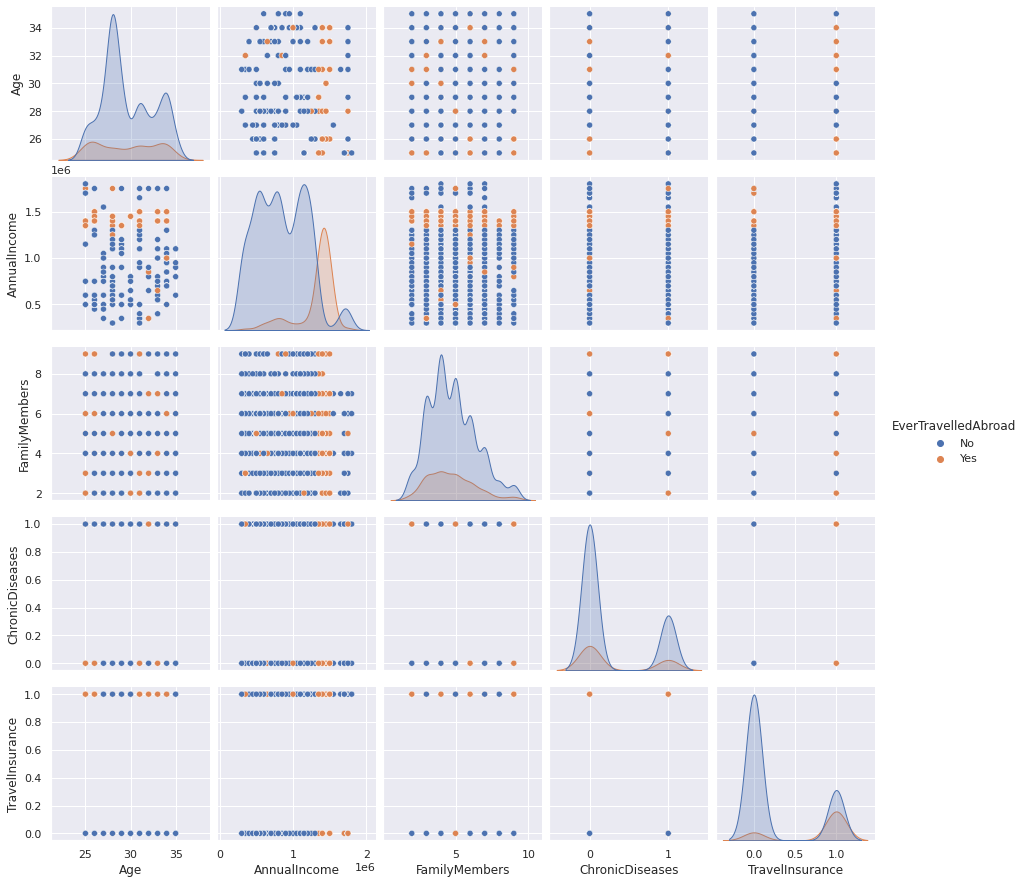 34
32
30
28
26
Age
1e6
1.5
1.0
0.5
AnnualIncome
8
6
4
2
FamilyMembers
EverTravelledAbroad
No
Yes
1.0
0.8
0.6
0.4
0.2
0.0
ChronicDiseases
1.0
0.8
0.6
0.4
0.2
0.0
TravelInsurance
25 30 35
0 1 2
1e6
5 10
0 1
0.0 0.5 1.0
Age AnnualIncome FamilyMembers ChronicDiseases TravelInsurance